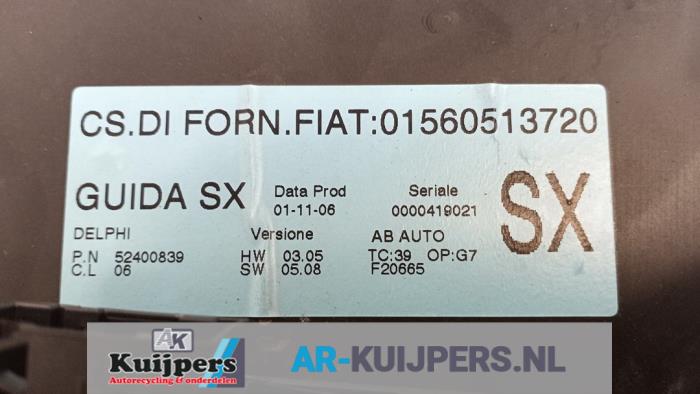 CS.DI FORN.FIAT:01560513720
GUIDA SX
Data Prod
01-11-06
Seriale
0000419021
SX
DELPHI
P.N 52400839
C.L 06
Versione
HW 03.05
SW 05.08
AB AUTO
TC:39 OP:G7
F20665
AK
Kuijpers
Autorecycling & onderdelen
AR-KUIJPERS.NL